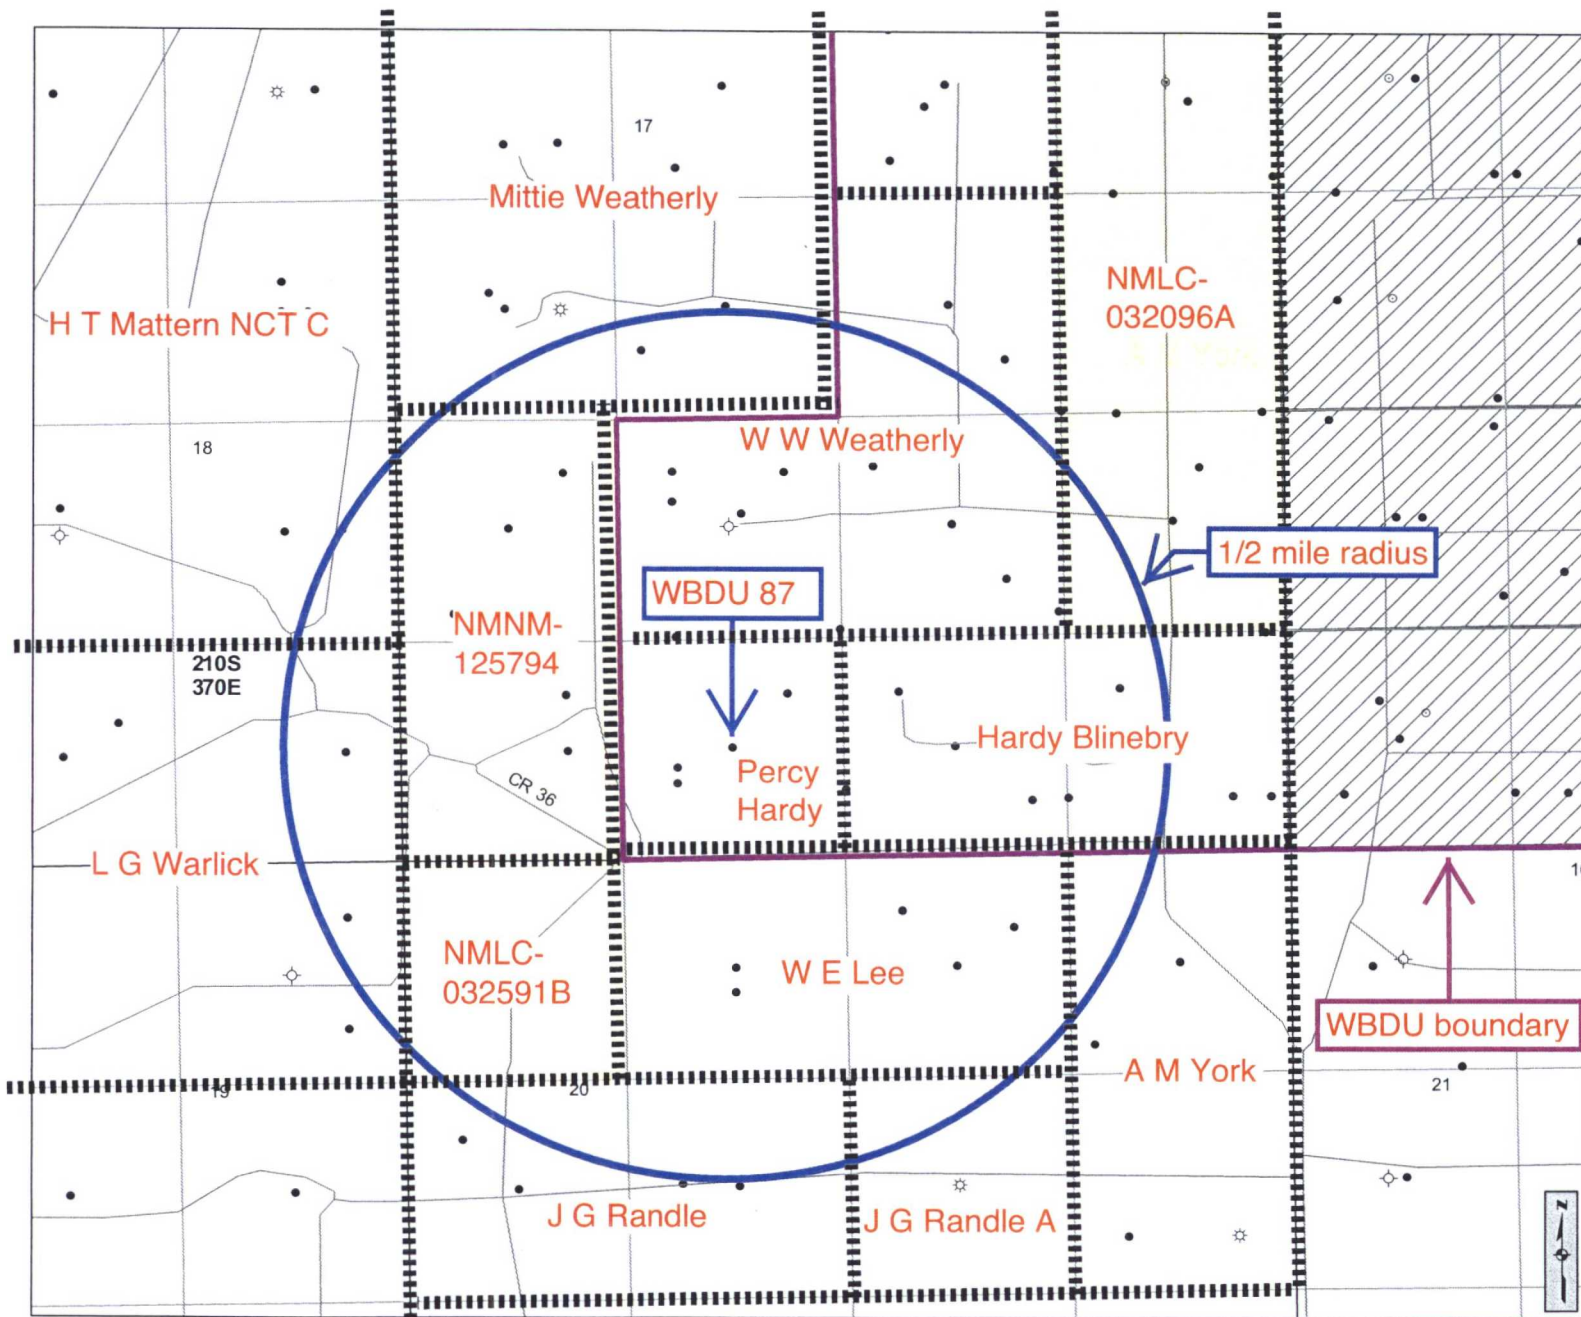 17
Mittie Weatherly
NMLC-
032096A
H T Mattern NCT C
18
W W Weatherly
1/2 mile radius
WBDU 87
NMNM-
125794
210S
370E
Hardy Blinebry
Percy
Hardy
CR 36
L G Warlick
NMLC-
032591B
W E Lee
WBDU boundary
A M York
19
20
21
J G Randle
J G Randle A
N